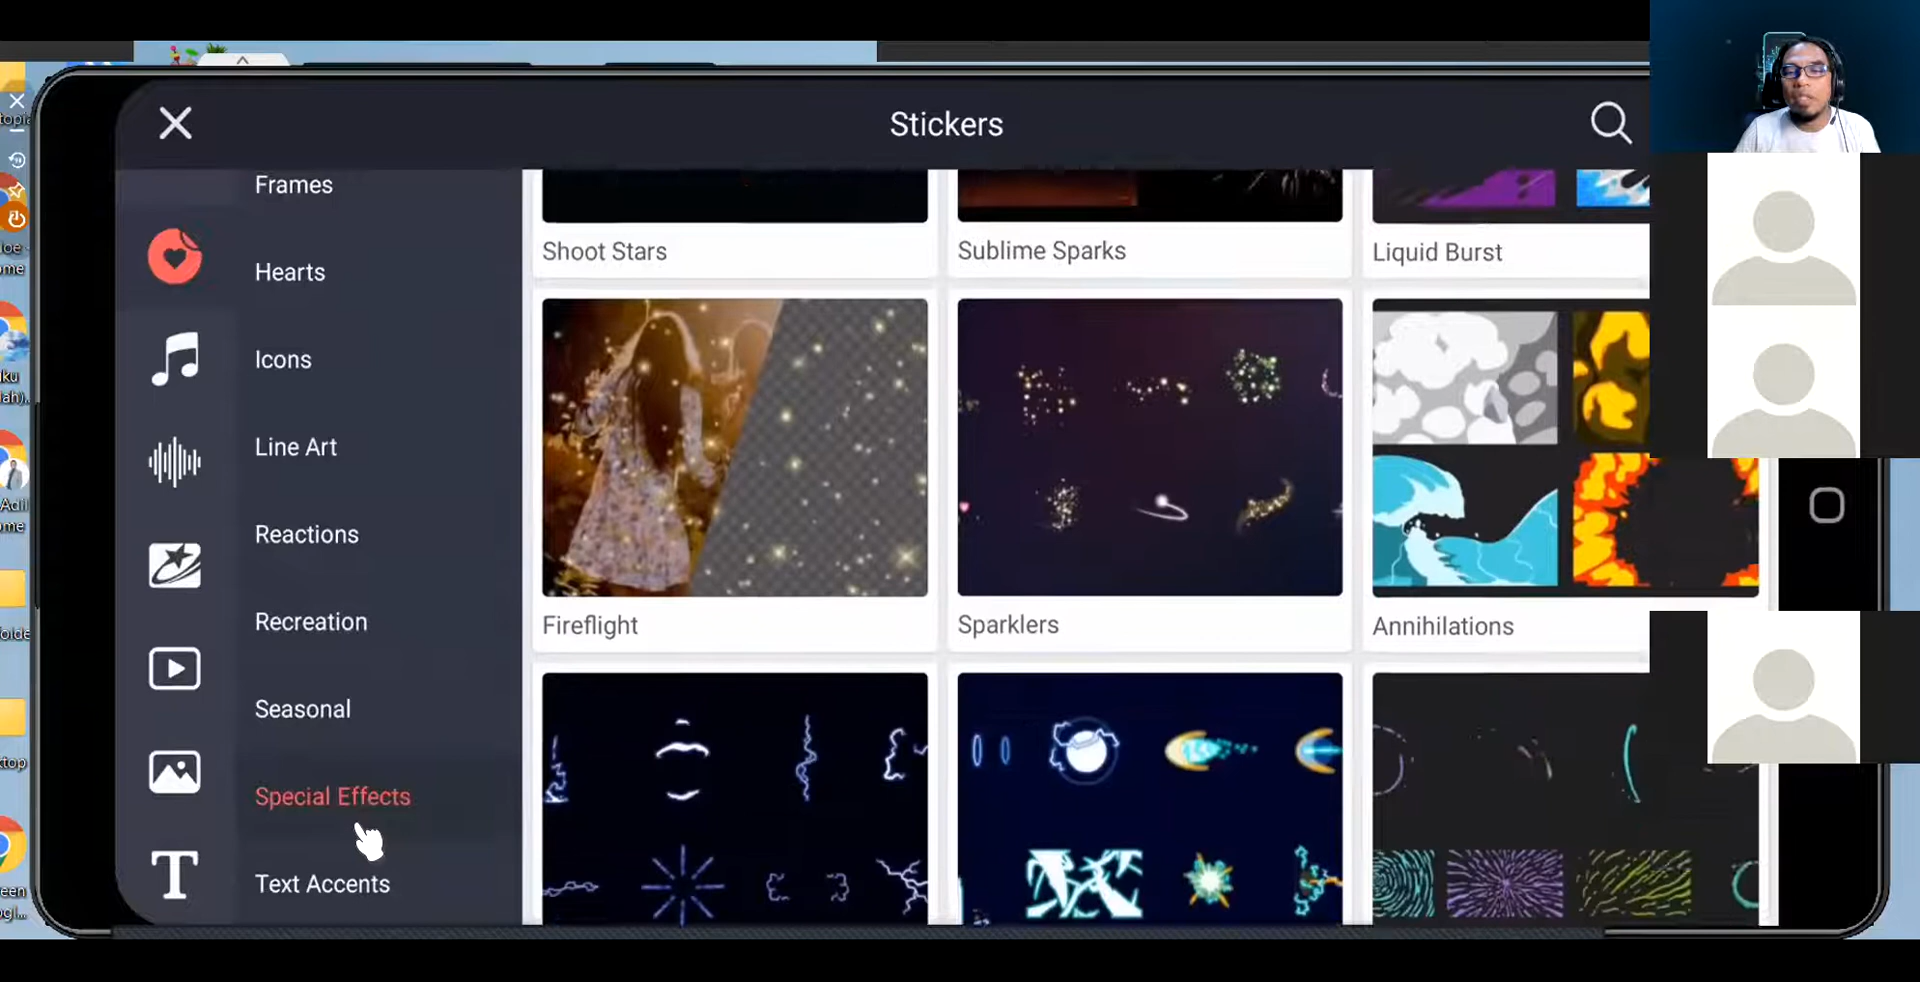 Stickers
Frames
Hearts
Icons
Line Art
Reactions
Recreation
Seasonal
Special Effects
Text Accents
Shoot Stars
Sublime Sparks
Liquid Burst
Fireflight
Sparklers
Annihilations